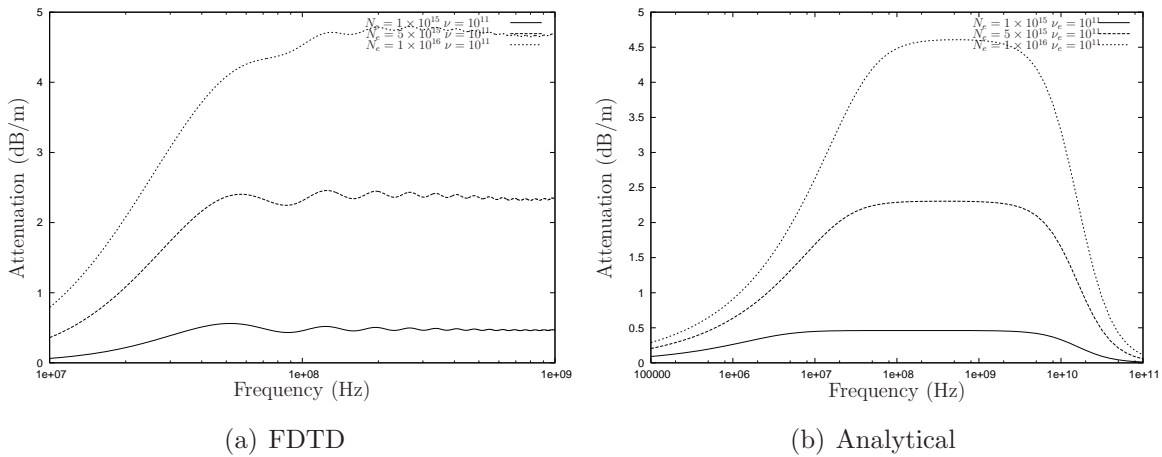 5
4
3
2
1
0
1e+07
1e+08
1e+09
Attenuation (dB/m)
Frequency (Hz)
N_e = 1 × 10^15 ν = 10^11
N_e = 5 × 10^15 ν = 10^11
N_e = 1 × 10^16 ν = 10^11
(a) FDTD
5
4.5
4
3.5
3
2.5
2
1.5
1
0.5
0
100000
1e+06
1e+07
1e+08
1e+09
1e+10
1e+11
Attenuation (dB/m)
Frequency (Hz)
N_e = 1 × 10^15 ν_e = 10^11
N_e = 5 × 10^15 ν_e = 10^11
N_e = 1 × 10^16 ν_e = 10^11
(b) Analytical